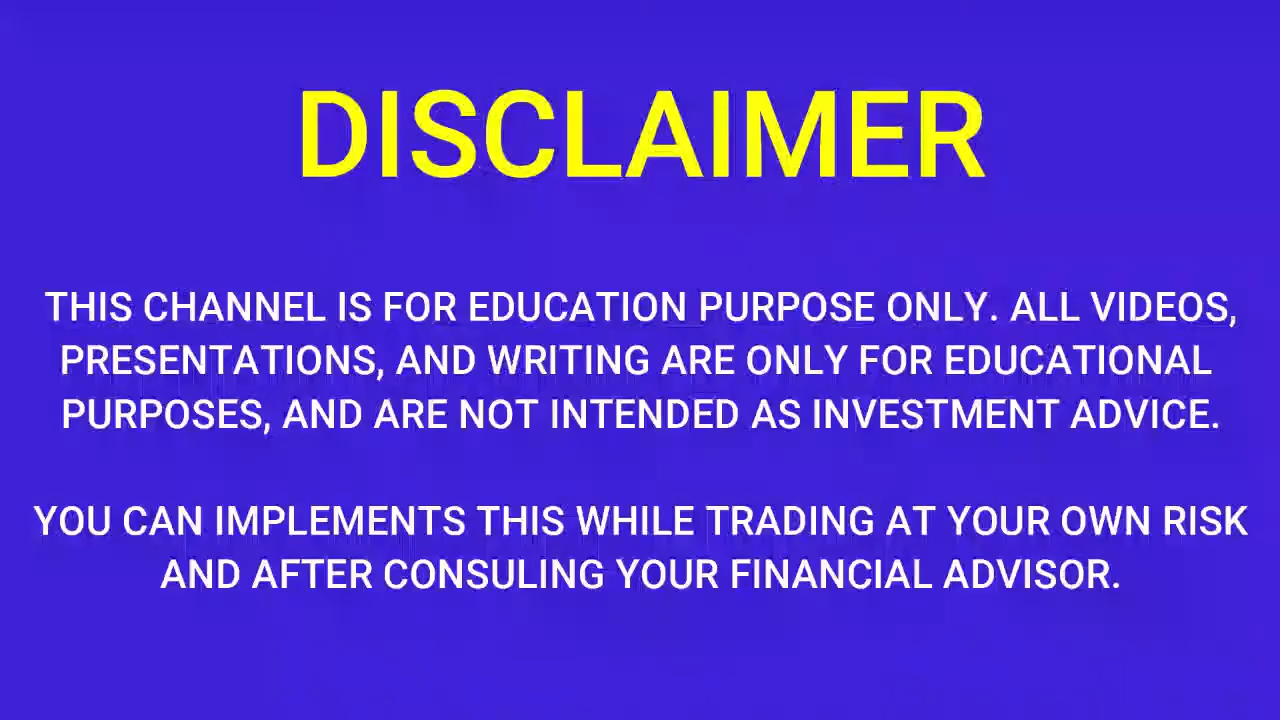 DISCLAIMER
THIS CHANNEL IS FOR EDUCATION PURPOSE ONLY. ALL VIDEOS,
PRESENTATIONS, AND WRITING ARE ONLY FOR EDUCATIONAL
PURPOSES, AND ARE NOT INTENDED AS INVESTMENT ADVICE.
YOU CAN IMPLEMENTS THIS WHILE TRADING AT YOUR OWN RISK
AND AFTER CONSULING YOUR FINANCIAL ADVISOR.